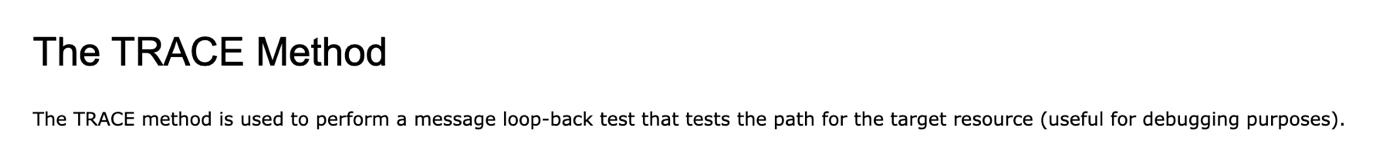 The TRACE Method
The TRACE method is used to perform a message loop-back test that tests the path for the target resource (useful for debugging purposes).